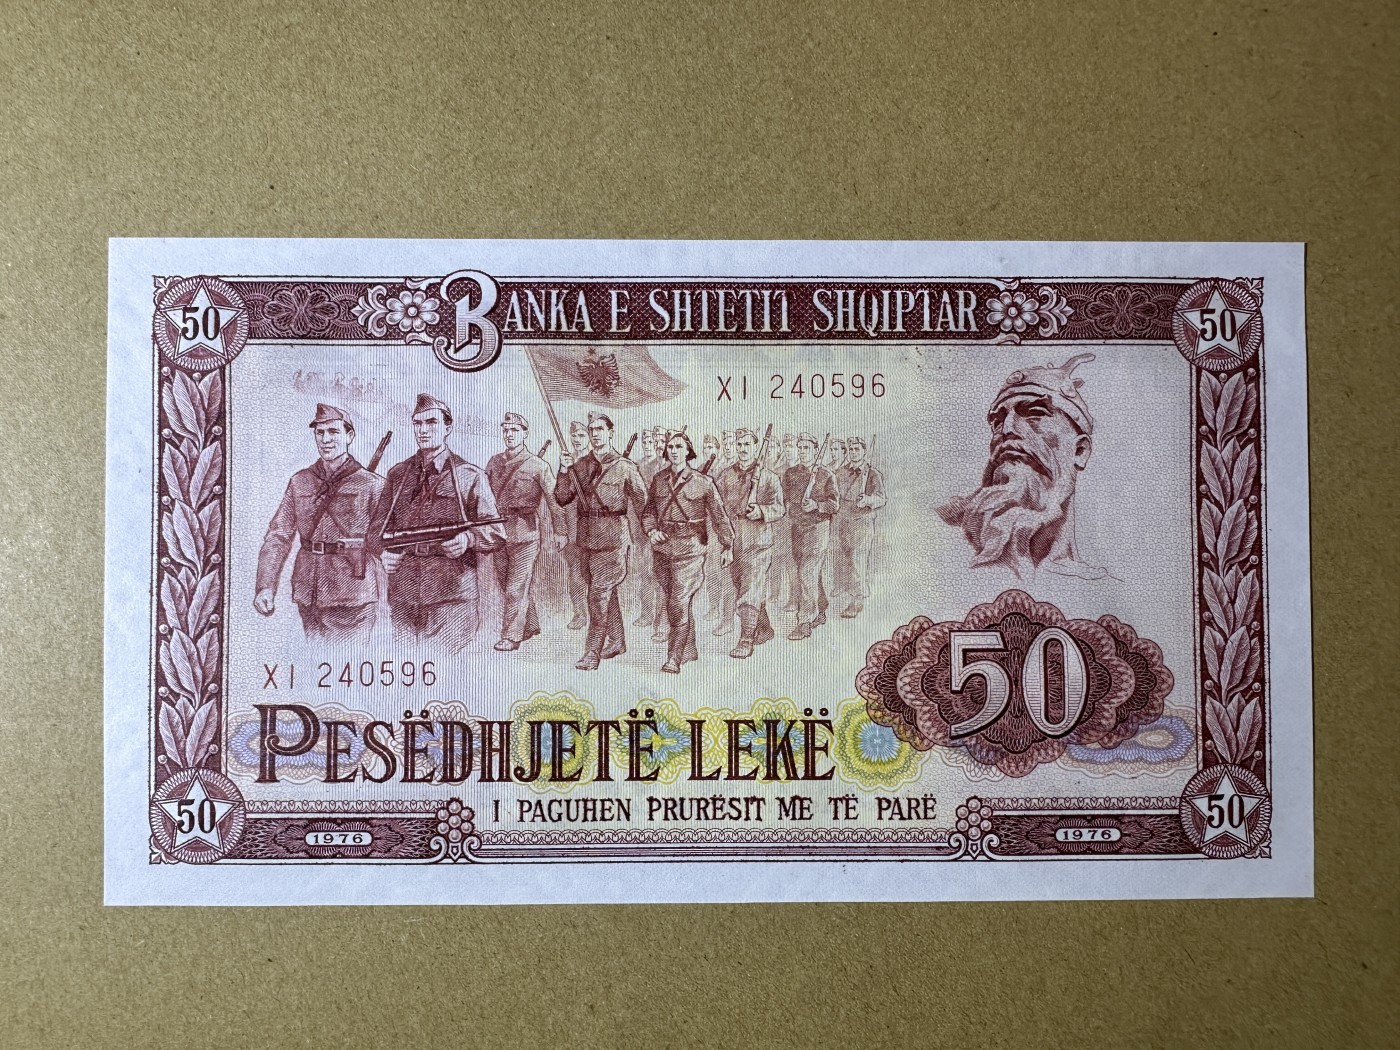 50
BANKA E SHTETIT SHQIPTAR
50
XI 240596
XI 240596
50
PESËDHJETË LEKË
I PAGUHEN PRURËSIT ME TË PARË
50
1976
1976
50